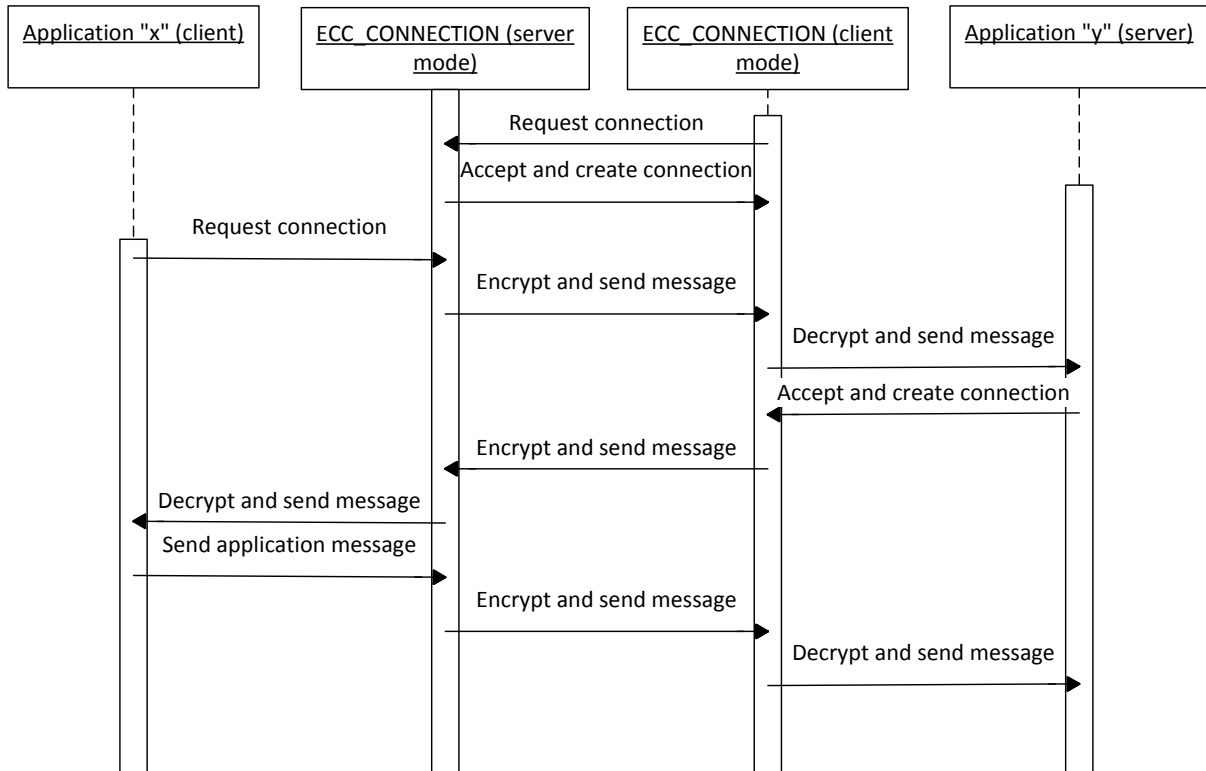 Application "x" (client)
ECC_CONNECTION (server
mode)
ECC_CONNECTION (client
mode)
Application "y" (server)
Request connection
Accept and create connection
Request connection
Encrypt and send message
Decrypt and send message
Accept and create connection
Encrypt and send message
Decrypt and send message
Send application message
Encrypt and send message
Decrypt and send message